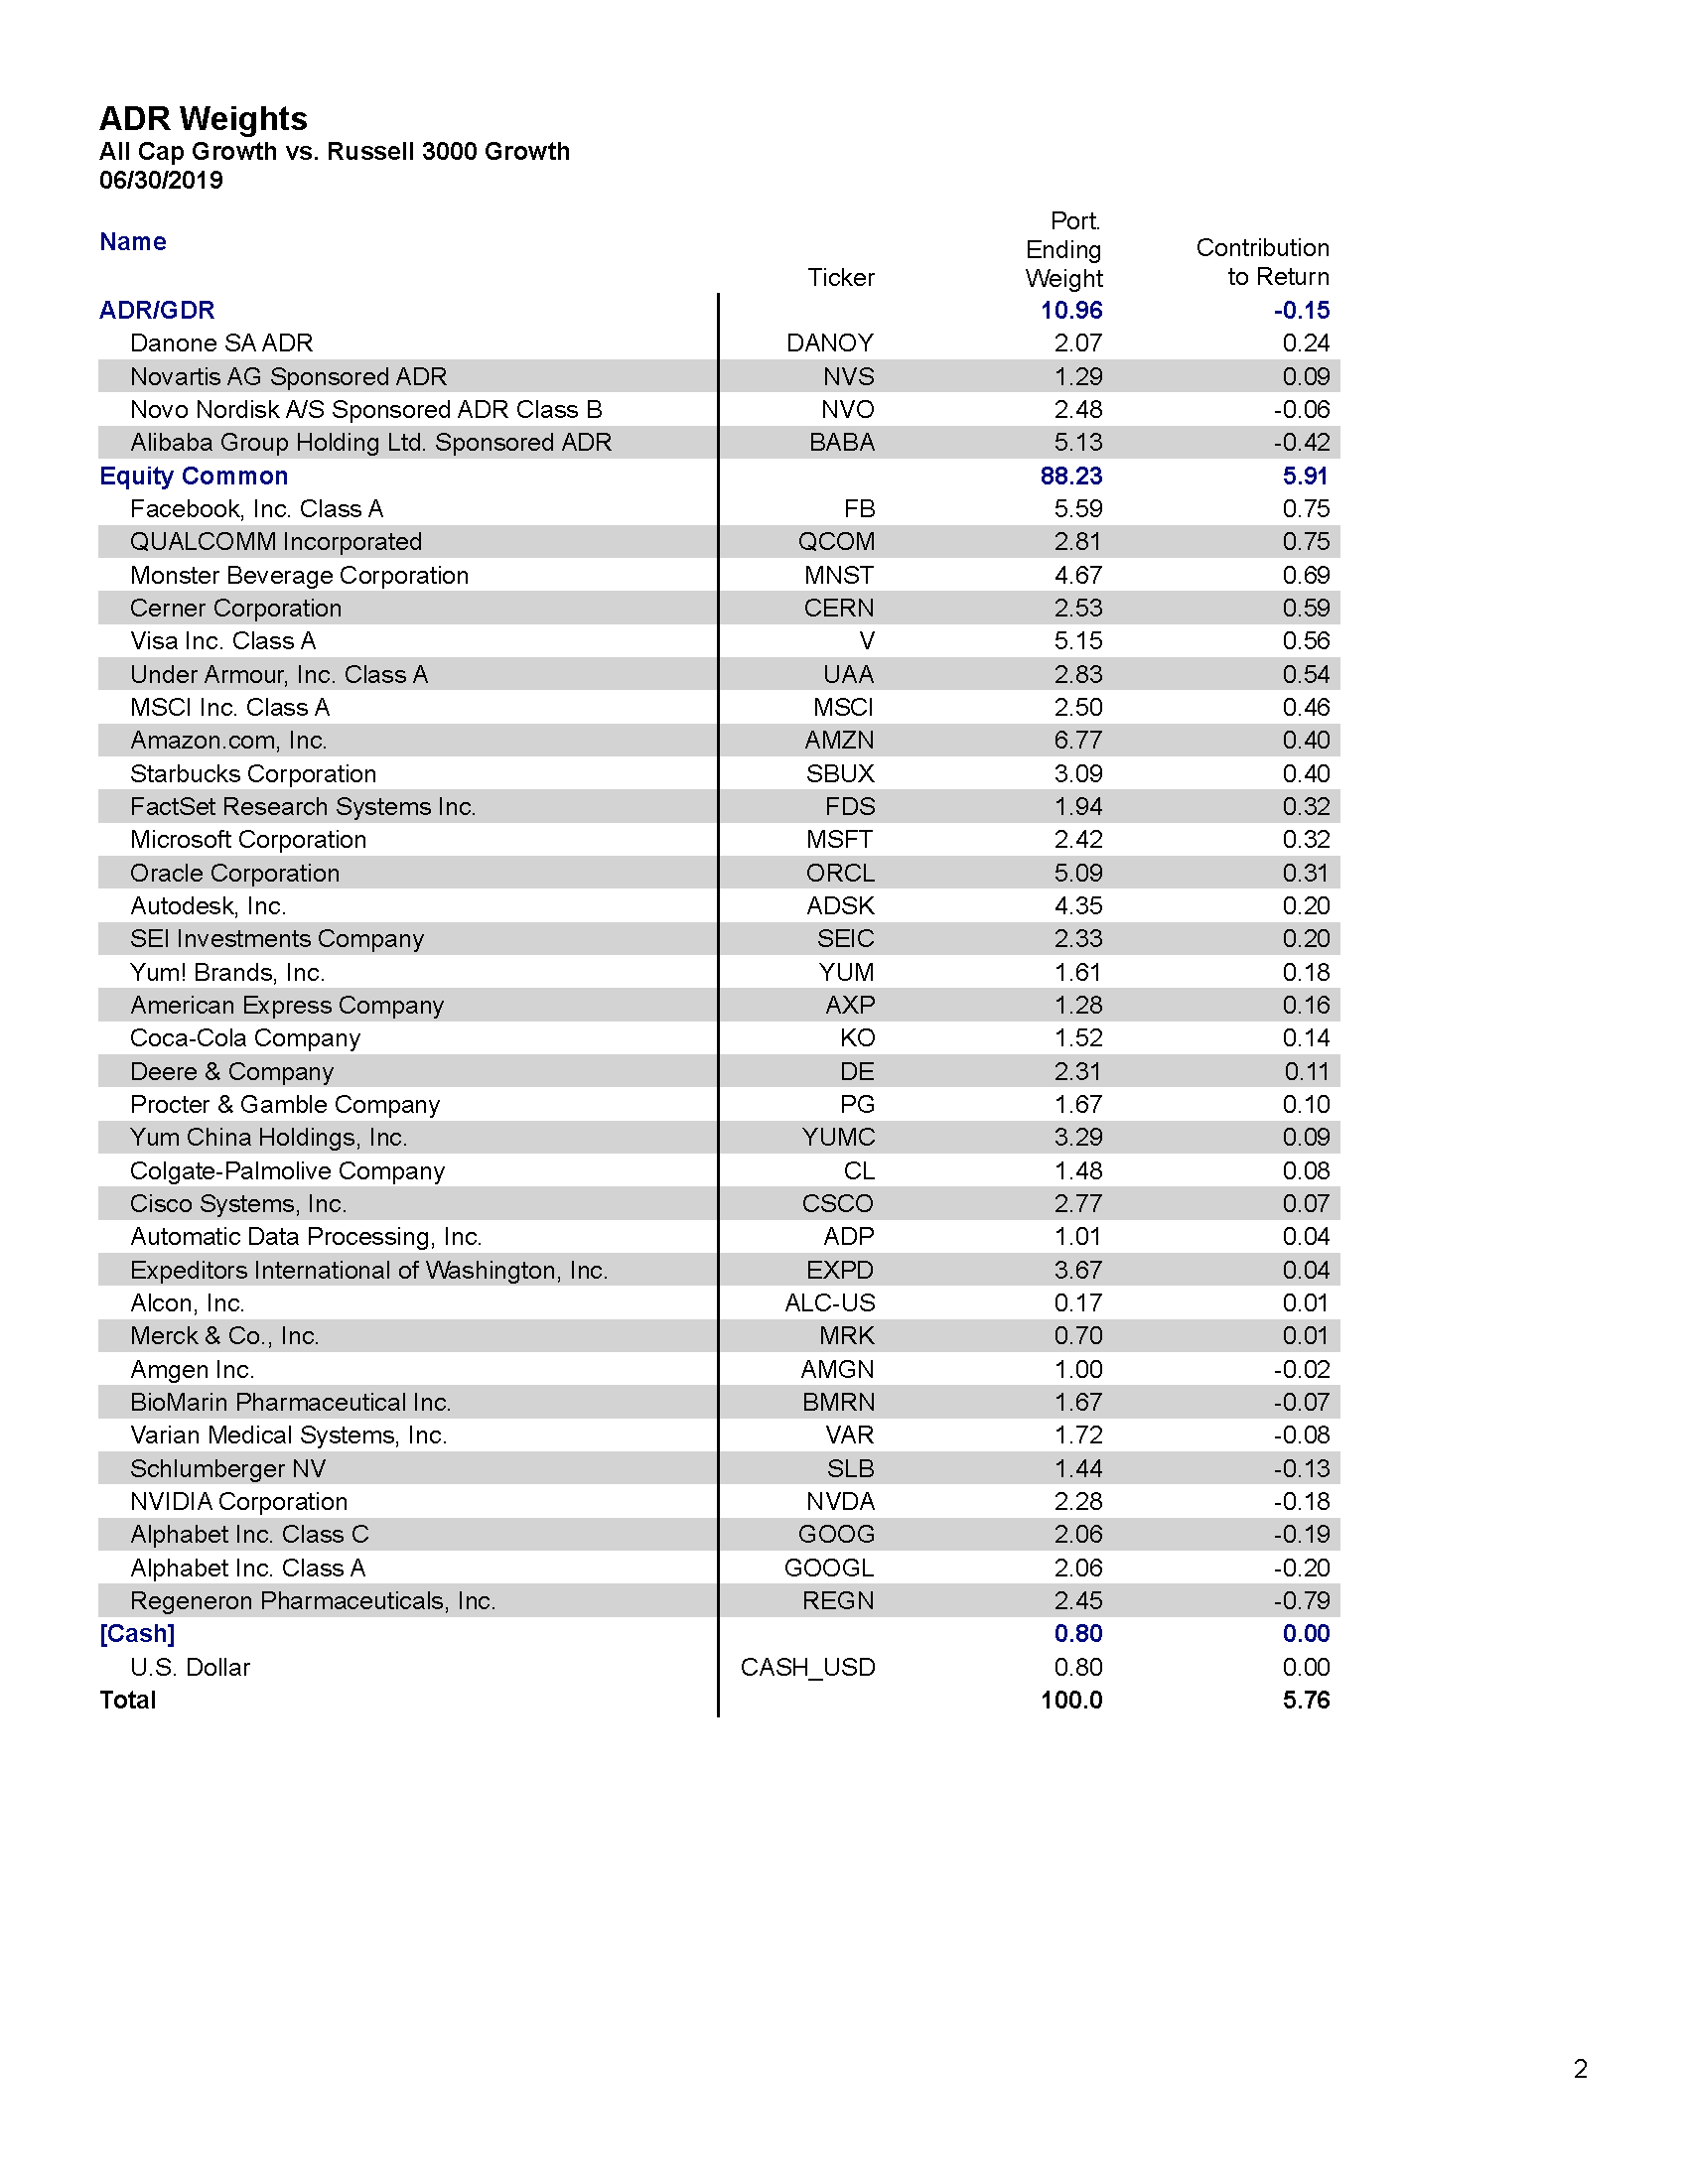 ADR Weights
All Cap Growth vs. Russell 3000 Growth
06/30/2019
Name Ticker Port. Ending Weight Contribution to Return
ADR/GDR 10.96 -0.15
Danone SA ADR DANOY 2.07 0.24
Novartis AG Sponsored ADR NVS 1.29 0.09
Novo Nordisk A/S Sponsored ADR Class B NVO 2.48 -0.06
Alibaba Group Holding Ltd. Sponsored ADR BABA 5.13 -0.42
Equity Common 88.23 5.91
Facebook, Inc. Class A FB 5.59 0.75
QUALCOMM Incorporated QCOM 2.81 0.75
Monster Beverage Corporation MNST 4.67 0.69
Cerner Corporation CERN 2.53 0.59
Visa Inc. Class A V 5.15 0.56
Under Armour, Inc. Class A UAA 2.83 0.54
MSCI Inc. Class A MSCI 2.50 0.46
Amazon.com, Inc. AMZN 6.77 0.40
Starbucks Corporation SBUX 3.09 0.40
FactSet Research Systems Inc. FDS 1.94 0.32
Microsoft Corporation MSFT 2.42 0.32
Oracle Corporation ORCL 5.09 0.31
Autodesk, Inc. ADSK 4.35 0.20
SEI Investments Company SEIC 2.33 0.20
Yum! Brands, Inc. YUM 1.61 0.18
American Express Company AXP 1.28 0.16
Coca-Cola Company KO 1.52 0.14
Deere & Company DE 2.31 0.11
Procter & Gamble Company PG 1.67 0.10
Yum China Holdings, Inc. YUMC 3.29 0.09
Colgate-Palmolive Company CL 1.48 0.08
Cisco Systems, Inc. CSCO 2.77 0.07
Automatic Data Processing, Inc. ADP 1.01 0.04
Expeditors International of Washington, Inc. EXPD 3.67 0.04
Alcon, Inc. ALC-US 0.17 0.01
Merck & Co., Inc. MRK 0.70 0.01
Amgen Inc. AMGN 1.00 -0.02
BioMarin Pharmaceutical Inc. BMRN 1.67 -0.07
Varian Medical Systems, Inc. VAR 1.72 -0.08
Schlumberger NV SLB 1.44 -0.13
NVIDIA Corporation NVDA 2.28 -0.18
Alphabet Inc. Class C GOOG 2.06 -0.19
Alphabet Inc. Class A GOOGL 2.06 -0.20
Regeneron Pharmaceuticals, Inc. REGN 2.45 -0.79
[Cash] 0.80 0.00
U.S. Dollar CASH_USD 0.80 0.00
Total 100.0 5.76
2